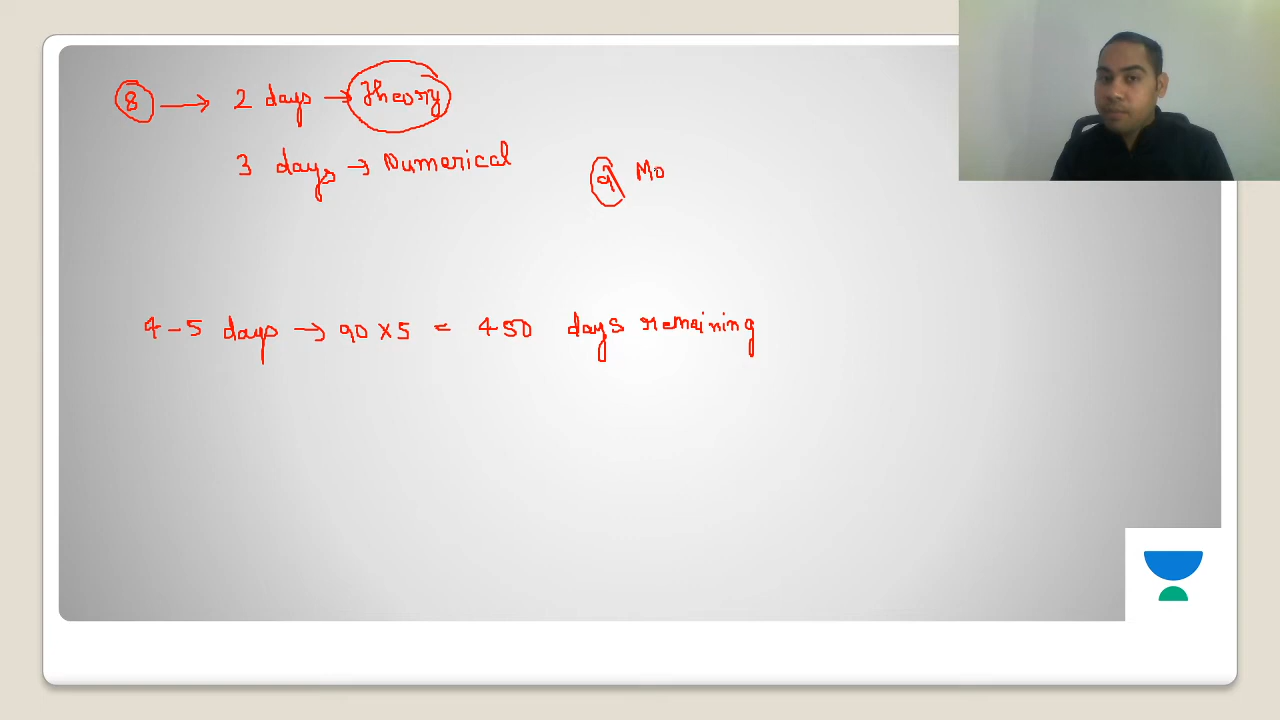 8 → 2 days → Theory
3 days → Numerical
9 Mo
4-5 days → 90 x 5 = 450 days remaining